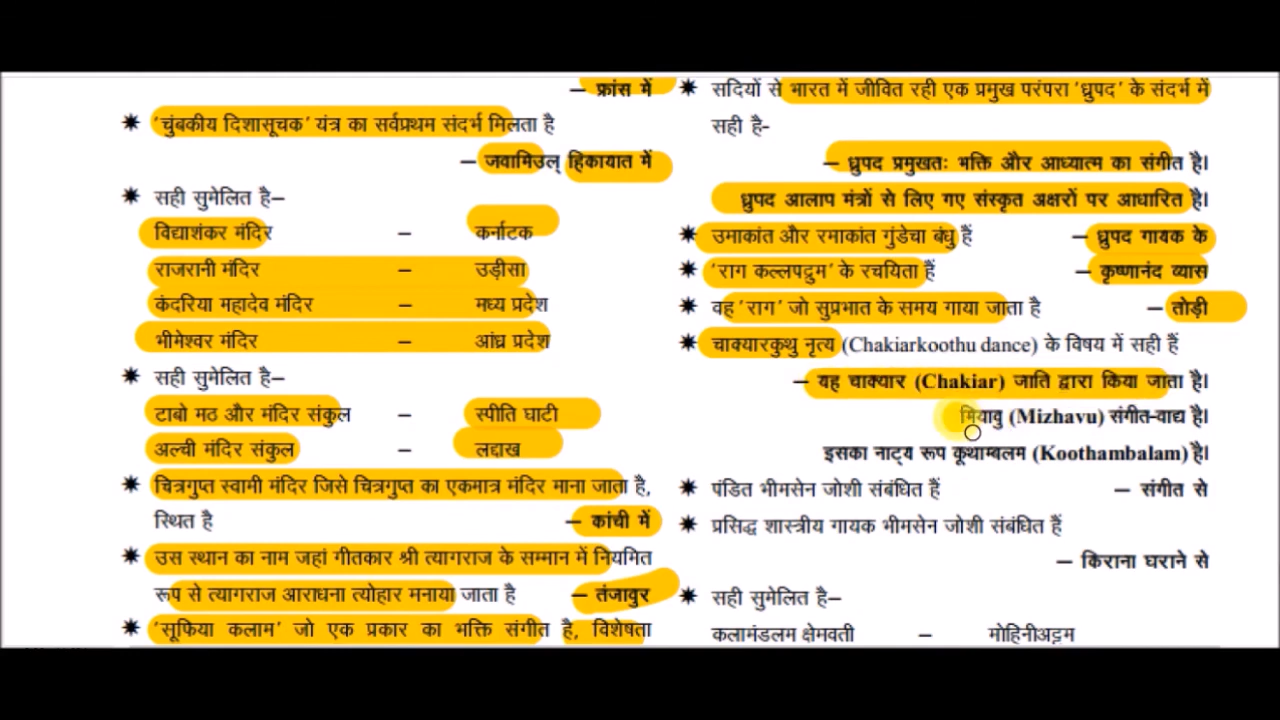 – फ्रांस में
✷ 'चुंबकीय दिशासूचक' यंत्र का सर्वप्रथम संदर्भ मिलता है
– जवामिउल् हिकायात में
✷ सही सुमेलित है–
विद्याशंकर मंदिर – कर्नाटक
राजरानी मंदिर – उड़ीसा
कंदरिया महादेव मंदिर – मध्य प्रदेश
भीमेश्वर मंदिर – आंध्र प्रदेश
✷ सही सुमेलित है–
टाबो मठ और मंदिर संकुल – स्पीति घाटी
अल्ची मंदिर संकुल – लद्दाख
✷ चित्रगुप्त स्वामी मंदिर जिसे चित्रगुप्त का एकमात्र मंदिर माना जाता है,
स्थित है – कांची में
✷ उस स्थान का नाम जहां गीतकार श्री त्यागराज के सम्मान में नियमित
रूप से त्यागराज आराधना त्योहार मनाया जाता है – तंजावुर
✷ 'सूफिया कलाम' जो एक प्रकार का भक्ति संगीत है, विशेषता
✷ सदियों से भारत में जीवित रही एक प्रमुख परंपरा 'ध्रुपद' के संदर्भ में
सही है-
– ध्रुपद प्रमुखतः भक्ति और आध्यात्म का संगीत है।
ध्रुपद आलाप मंत्रों से लिए गए संस्कृत अक्षरों पर आधारित है।
✷ उमाकांत और रमाकांत गुंडेचा बंधु हैं – ध्रुपद गायक के
✷ 'राग कल्लपद्रुम' के रचयिता हैं – कृष्णानंद व्यास
✷ वह 'राग' जो सुप्रभात के समय गाया जाता है – तोड़ी
✷ चाक्यारकुथु नृत्य (Chakiarkoothu dance) के विषय में सही हैं
– यह चाक्यार (Chakiar) जाति द्वारा किया जाता है।
मियावु (Mizhavu) संगीत-वाद्य है।
इसका नाट्य रूप कूथाम्बलम (Koothambalam) है।
✷ पंडित भीमसेन जोशी संबंधित हैं – संगीत से
✷ प्रसिद्ध शास्त्रीय गायक भीमसेन जोशी संबंधित हैं
– किराना घराने से
✷ सही सुमेलित है–
कलामंडलम क्षेमवती – मोहिनीअट्टम